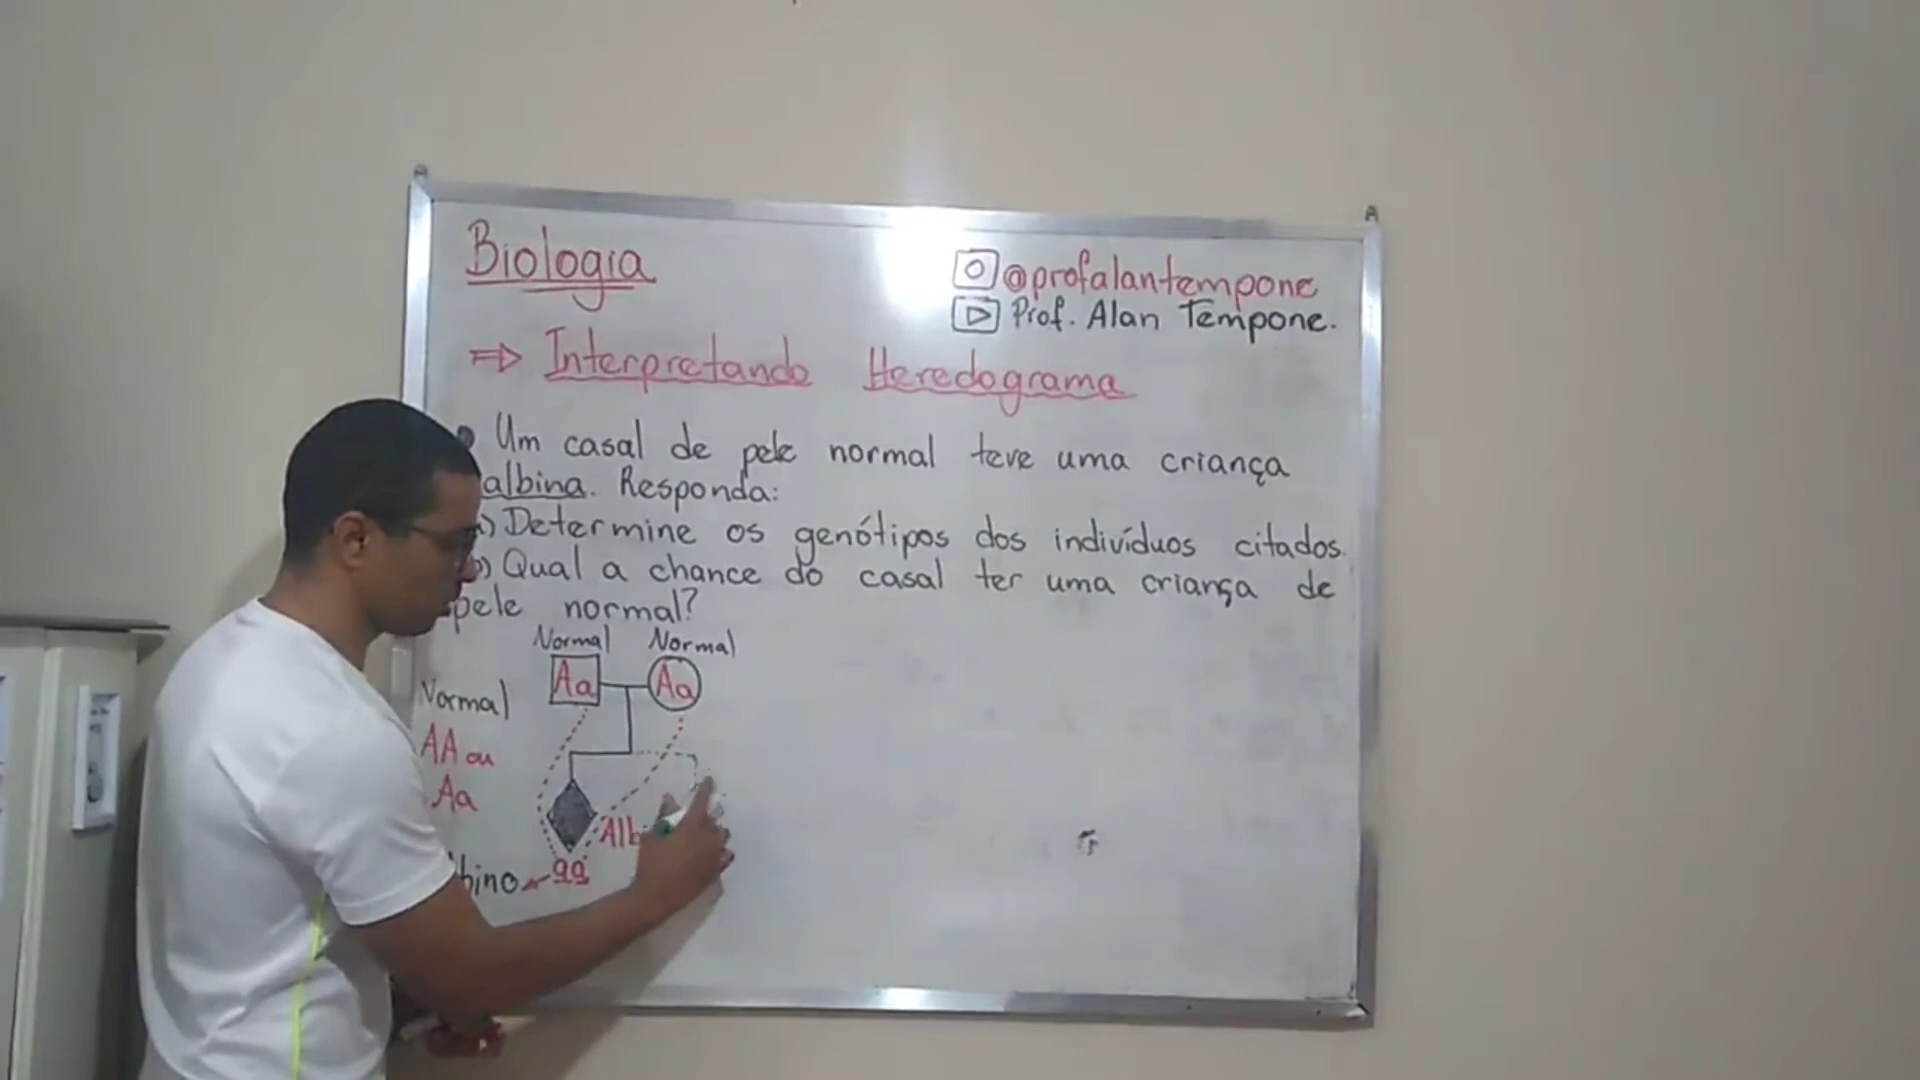 Biologia
@profalantempone
Prof. Alan Tempone.
⇒ Interpretando Heredograma
• Um casal de pele normal teve uma criança
albina. Responda:
a) Determine os genótipos dos indivíduos citados.
b) Qual a chance do casal ter uma criança de
pele normal?
Normal Normal
Aa Aa
Normal
AA ou
Aa
aa